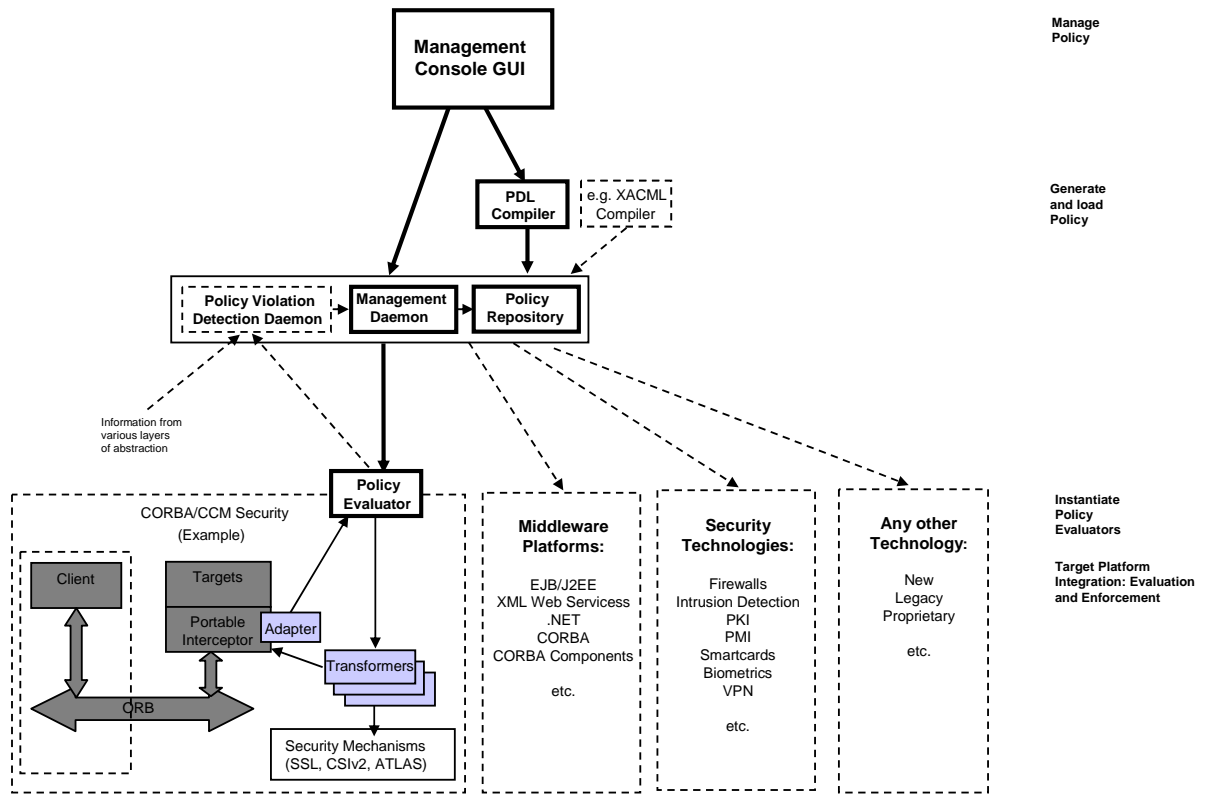 Management
Console GUI
Manage
Policy
PDL
Compiler
e.g. XACML
Compiler
Generate
and load
Policy
Policy Violation
Detection Daemon
Management
Daemon
Policy
Repository
Information from
various layers
of abstraction
Policy
Evaluator
CORBA/CCM Security
(Example)
Client
Targets
Portable
Interceptor
Adapter
Transformers
ORB
Security Mechanisms
(SSL, CSIv2, ATLAS)
Middleware
Platforms:
EJB/J2EE
XML Web Servicess
.NET
CORBA
CORBA Components
etc.
Security
Technologies:
Firewalls
Intrusion Detection
PKI
PMI
Smartcards
Biometrics
VPN
etc.
Any other
Technology:
New
Legacy
Proprietary
etc.
Instantiate
Policy
Evaluators
Target Platform
Integration: Evaluation
and Enforcement